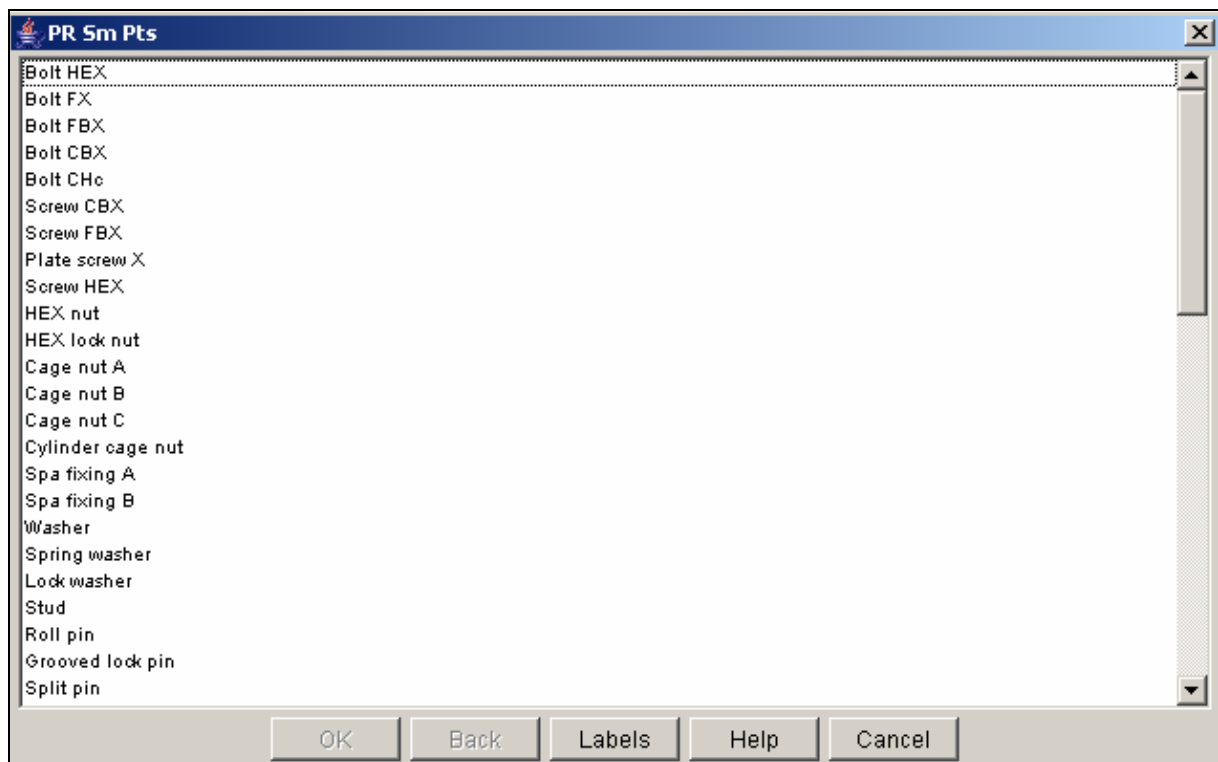 PR Sm Pts
Bolt HEX
Bolt FX
Bolt FBX
Bolt CBX
Bolt CHc
Screw CBX
Screw FBX
Plate screw X
Screw HEX
HEX nut
HEX lock nut
Cage nut A
Cage nut B
Cage nut C
Cylinder cage nut
Spa fixing A
Spa fixing B
Washer
Spring washer
Lock washer
Stud
Roll pin
Grooved lock pin
Split pin
OK Back Labels Help Cancel